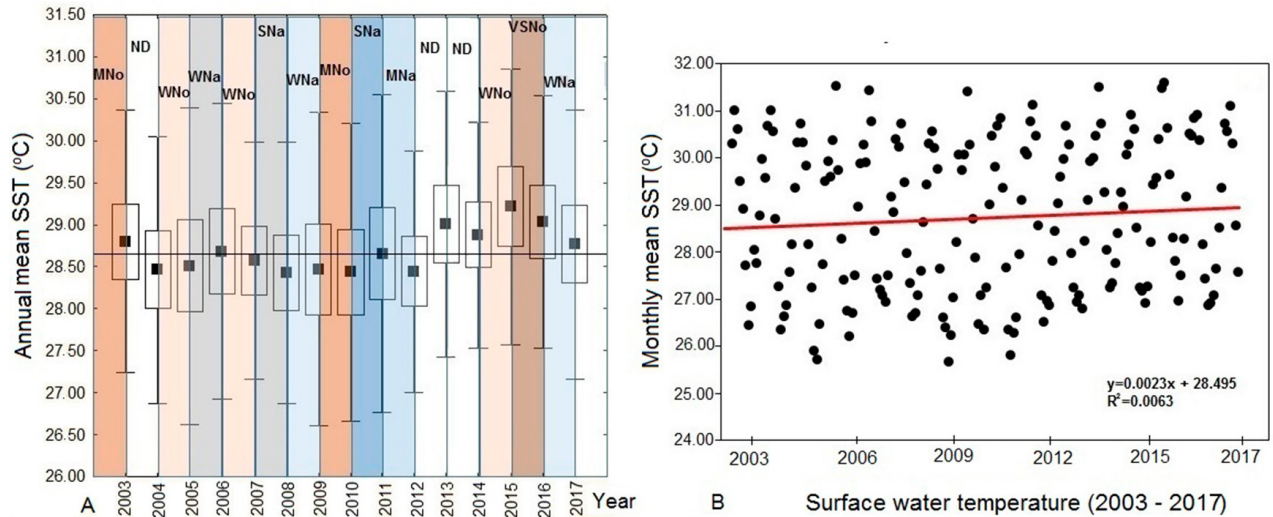 31.50
31.00
30.50
30.00
29.50
29.00
28.50
28.00
27.50
27.00
26.50
26.00
Annual mean SST (ºC)
MNo
ND
WNo
WNa
WNo
SNa
WNa
MNo
SNa
MNa
ND
ND
WNo
VSNo
WNa
2003
2004
2005
2006
2007
2008
2009
2010
2011
2012
2013
2014
2015
2016
2017
Year
A
32.00
31.00
30.00
29.00
28.00
27.00
26.00
25.00
24.00
Monthly mean SST(ºC)
y=0.0023x + 28.495
R²=0.0063
2003 2006 2009 2012 2015 2017
B
Surface water temperature (2003 - 2017)